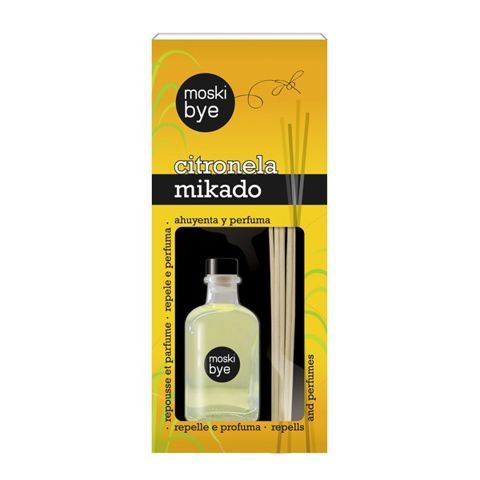 moski
bye
citronela
mikado
ahuyenta y perfuma
· repousse et parfume · repele e perfuma ·
moski
bye
· repelle e profuma · repells
and perfumes